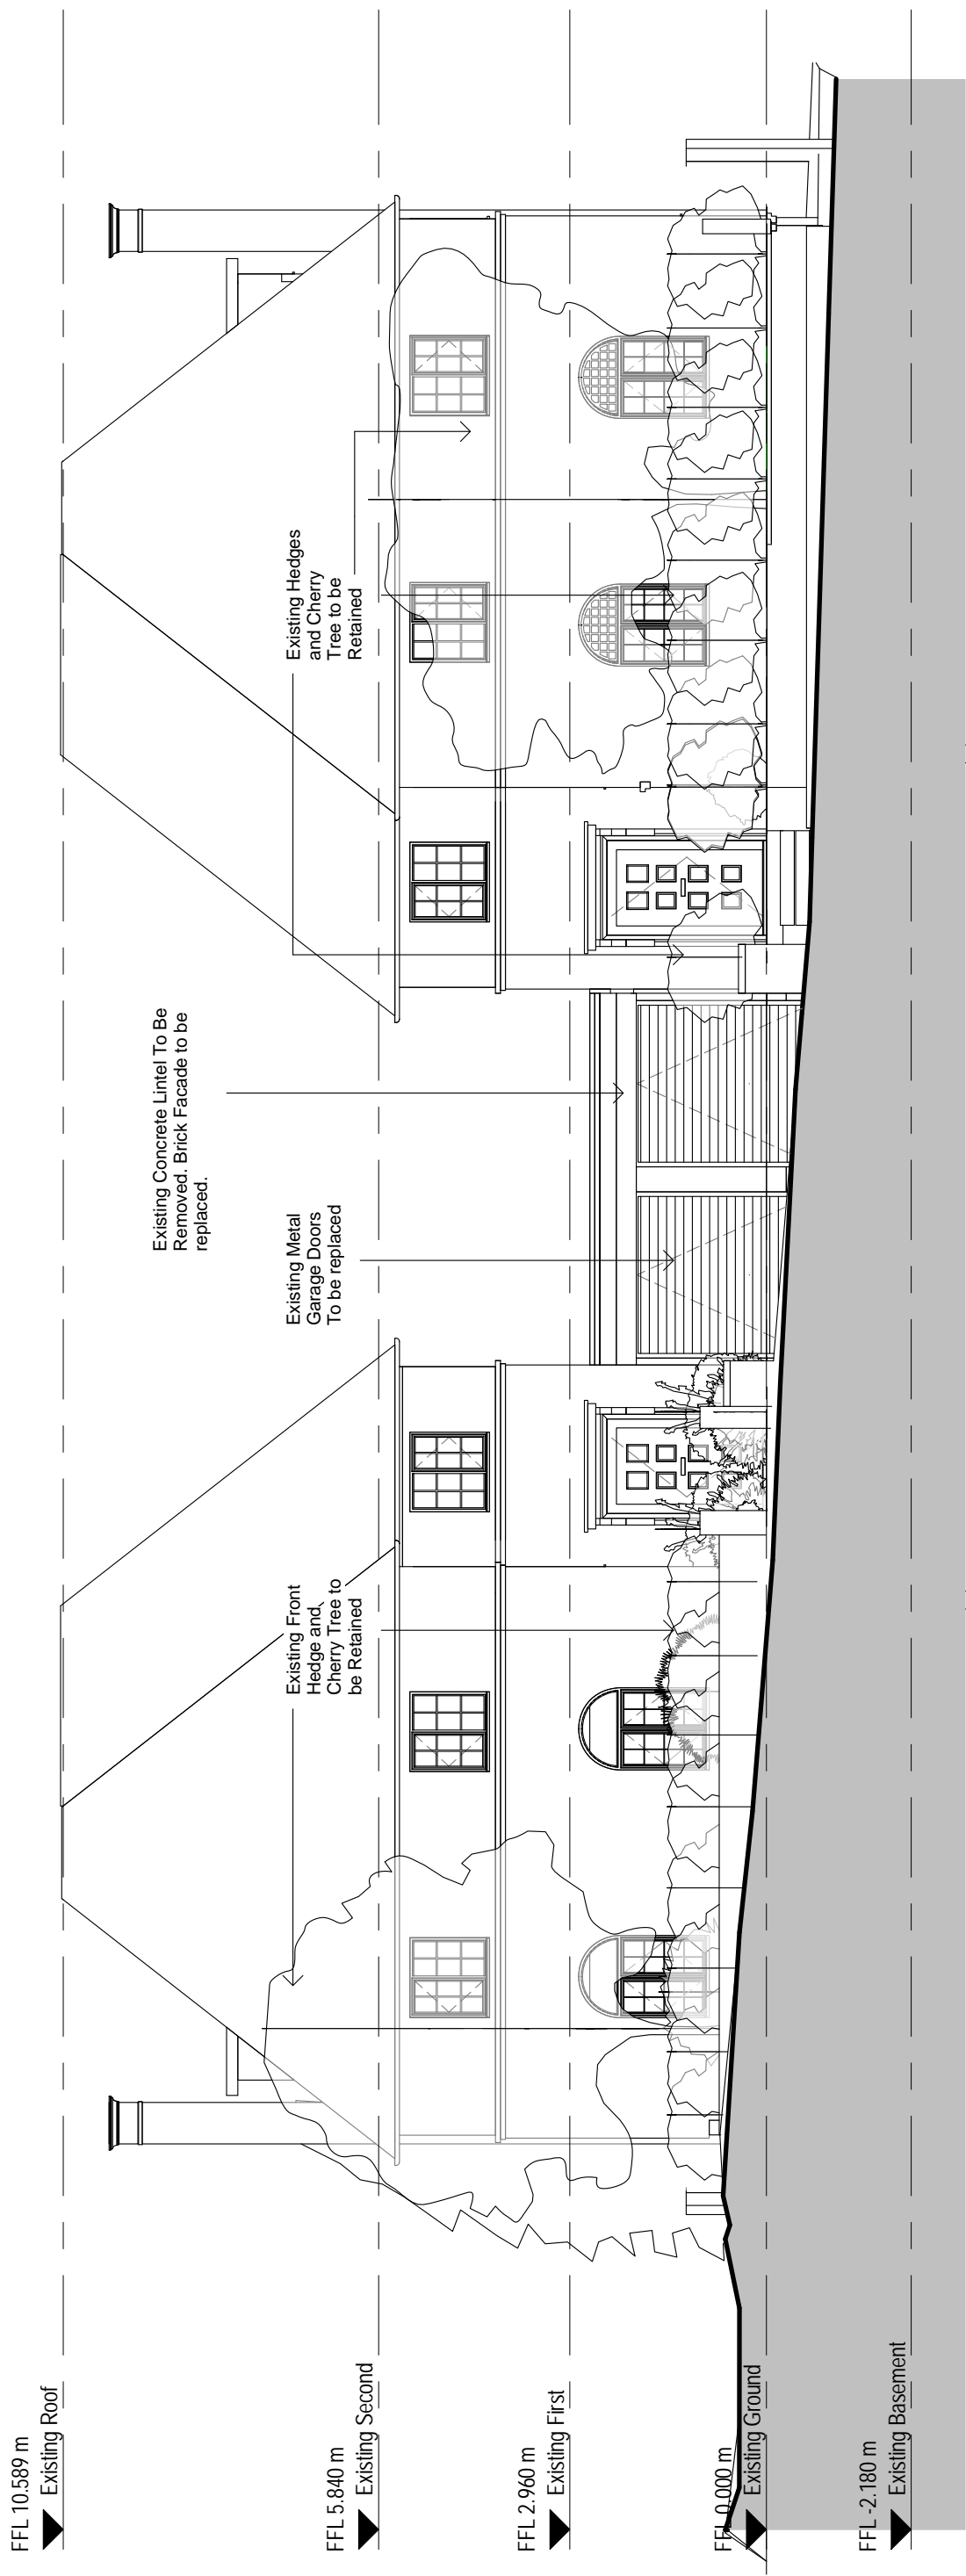 FFL 10.589 m
Existing Roof
FFL 5.840 m
Existing Second
FFL 2.960 m
Existing First
FFL 0.000 m
Existing Ground
FFL -2.180 m
Existing Basement
Existing Front
Hedge and
Cherry Tree to
be Retained
Existing Metal
Garage Doors
To be replaced
Existing Concrete Lintel To Be
Removed. Brick Facade to be
replaced.
Existing Hedges
and Cherry
Tree to be
Retained